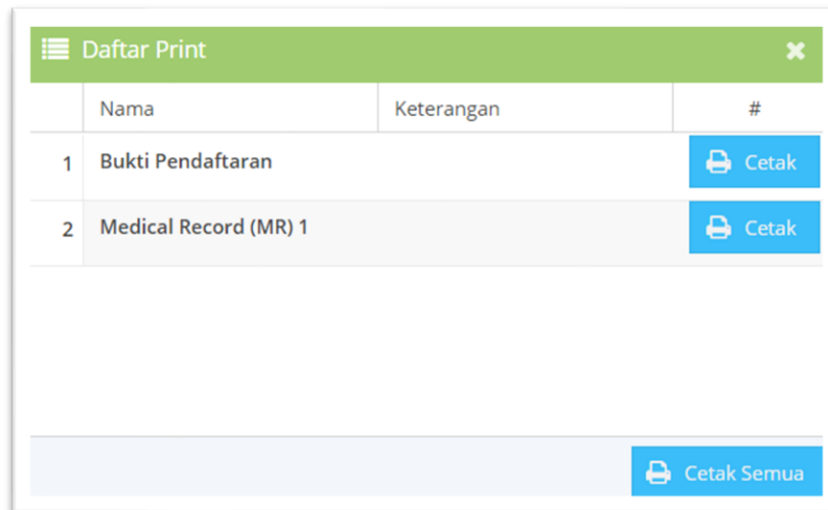 Daftar Print
Nama Keterangan #
1 Bukti Pendaftaran Cetak
2 Medical Record (MR) 1 Cetak
Cetak Semua